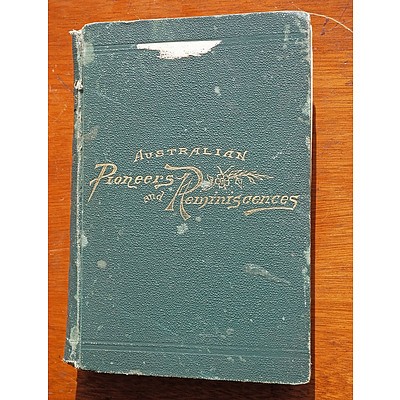 AUSTRALIAN
Pioneers
and Reminiscences